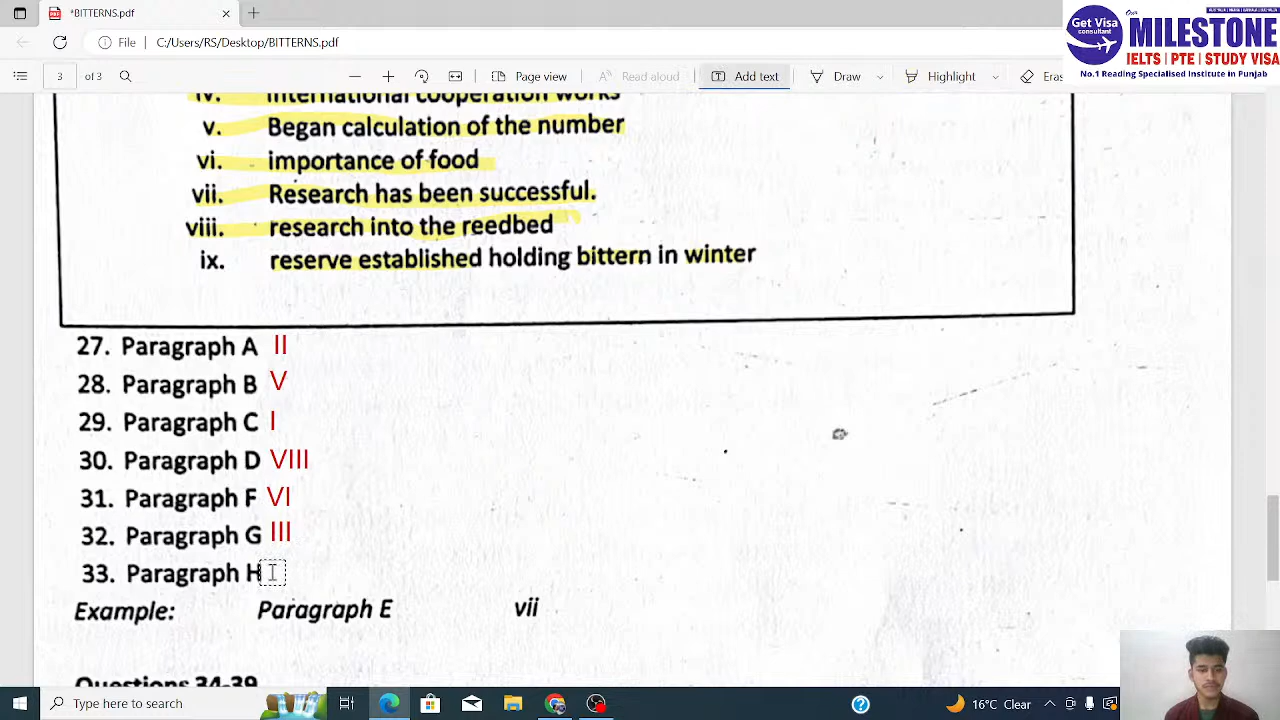 *BITTERNS.pdf
File C:/Users/RS/Desktop/BITTERNS.pdf
3 of 3 Page view Read aloud Add text Draw Highlight Eras
Get Visa
consultant
Our
MILESTONE
IELTS | PTE | STUDY VISA
No.1 Reading Specialised Institute in Punjab
iv. international cooperation works
v. Began calculation of the number
vi. importance of food
vii. Research has been successful.
viii. research into the reedbed
ix. reserve established holding bittern in winter
27. Paragraph A II
28. Paragraph B V
29. Paragraph C I
30. Paragraph D VIII
31. Paragraph F VI
32. Paragraph G III
33. Paragraph H
Example: Paragraph E vii
Questions 34-39
Type here to search
16°C Clear